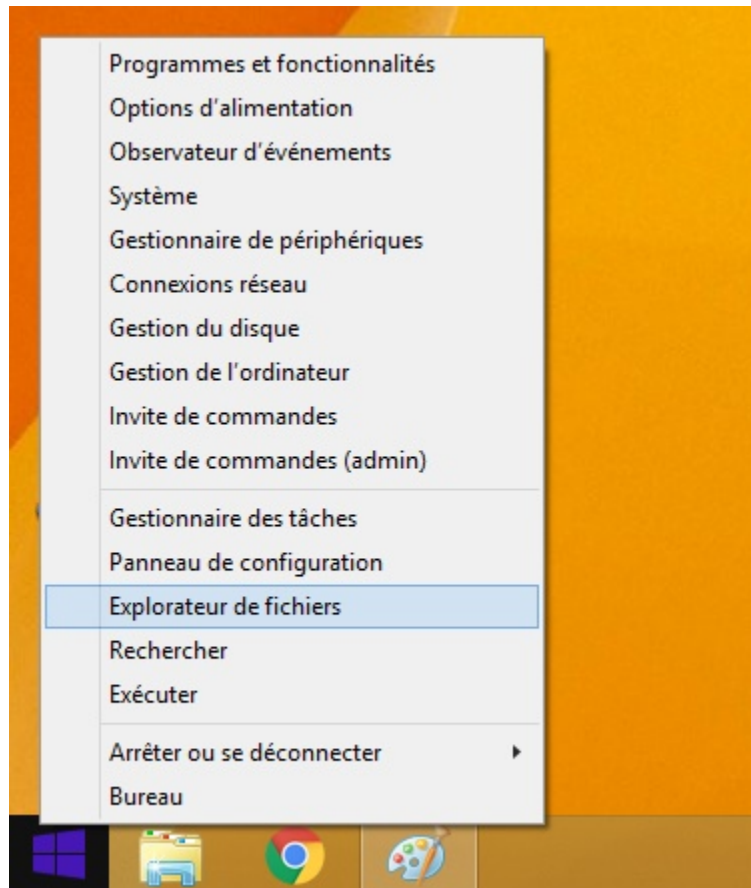 Programmes et fonctionnalités
Options d'alimentation
Observateur d'événements
Système
Gestionnaire de périphériques
Connexions réseau
Gestion du disque
Gestion de l'ordinateur
Invite de commandes
Invite de commandes (admin)
Gestionnaire des tâches
Panneau de configuration
Explorateur de fichiers
Rechercher
Exécuter
Arrêter ou se déconnecter
Bureau